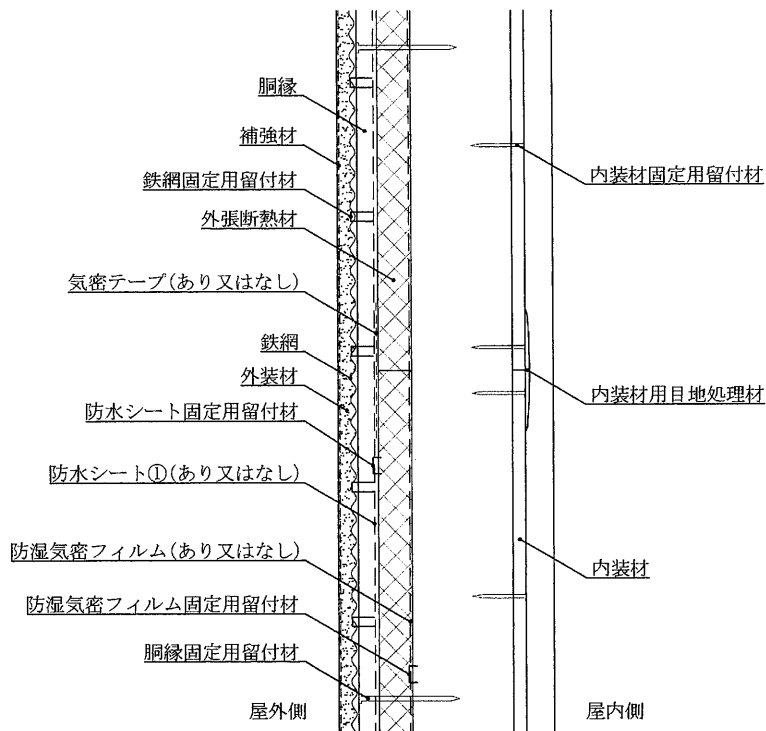 胴縁
補強材
鉄網固定用留付材
外張断熱材
気密テープ(あり又はなし)
鉄網
外装材
防水シート固定用留付材
防水シート①(あり又はなし)
防湿気密フィルム(あり又はなし)
防湿気密フィルム固定用留付材
胴縁固定用留付材
屋外側
内装材固定用留付材
内装材用目地処理材
内装材
屋内側